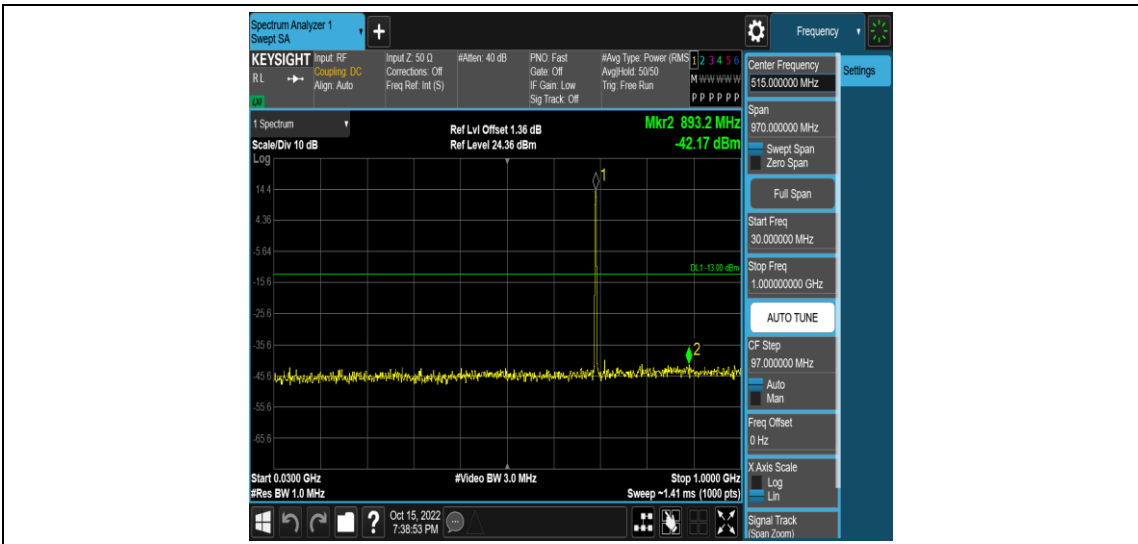 Spectrum Analyzer 1
Swept SA
+
Frequency
KEYSIGHT
RL
LXI
Input: RF
Coupling: DC
Align: Auto
Input Z: 50 Ω
Corrections: Off
Freq Ref: Int (S)
#Atten: 40 dB
PNO: Fast
Gate: Off
IF Gain: Low
Sig Track: Off
#Avg Type: Power (RMS
Avg|Hold: 50/50
Trig: Free Run
1 2 3 4 5 6
M W W W W W
P P P P P P
1 Spectrum
Scale/Div 10 dB
Log
Ref Lvl Offset 1.36 dB
Ref Level 24.36 dBm
Mkr2 893.2 MHz
-42.17 dBm
1
14.4
4.36
-5.64
DL1 -13.00 dBm
-15.6
-25.6
-35.6
2
-45.6
-55.6
-65.6
Start 0.0300 GHz
#Res BW 1.0 MHz
#Video BW 3.0 MHz
Stop 1.0000 GHz
Sweep ~1.41 ms (1000 pts)
?
Oct 15, 2022
7:38:53 PM
Center Frequency
515.000000 MHz
Settings
Span
970.000000 MHz
Swept Span
Zero Span
Full Span
Start Freq
30.000000 MHz
Stop Freq
1.000000000 GHz
AUTO TUNE
CF Step
97.000000 MHz
Auto
Man
Freq Offset
0 Hz
X Axis Scale
Log
Lin
Signal Track
(Span Zoom)